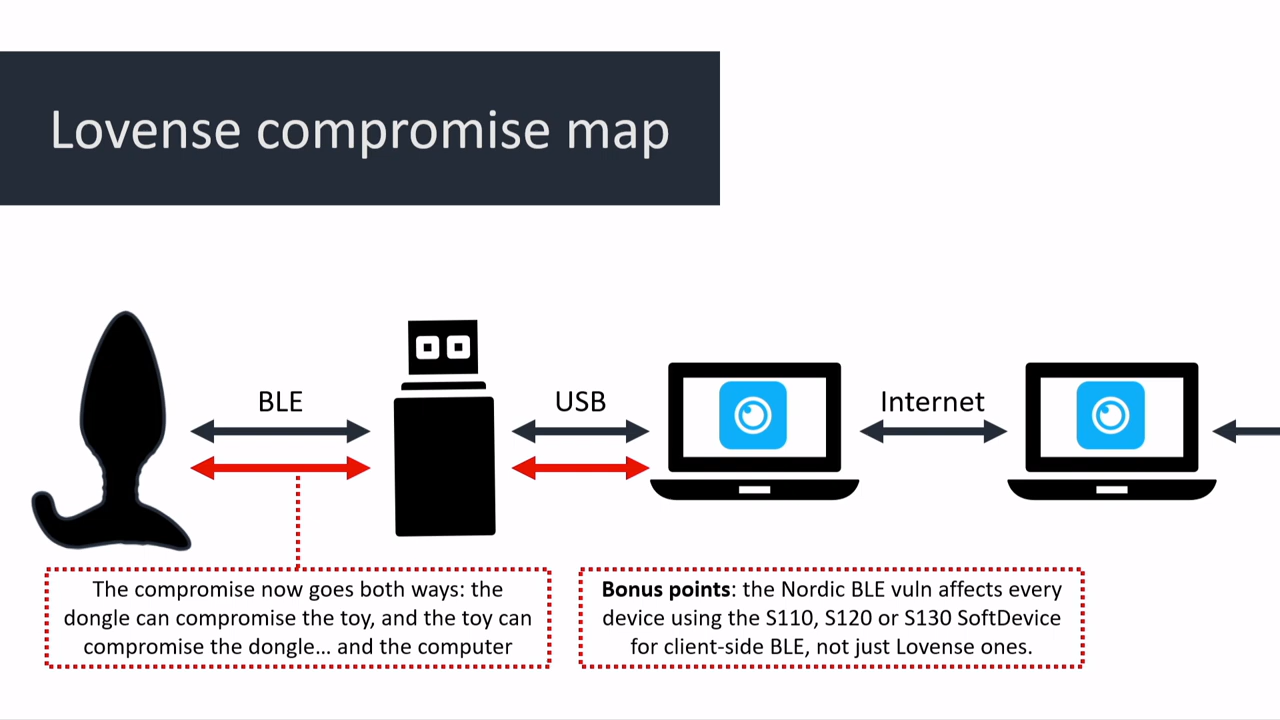 Lovense compromise map
BLE
USB
Internet
The compromise now goes both ways: the
dongle can compromise the toy, and the toy can
compromise the dongle... and the computer
Bonus points: the Nordic BLE vuln affects every
device using the S110, S120 or S130 SoftDevice
for client-side BLE, not just Lovense ones.